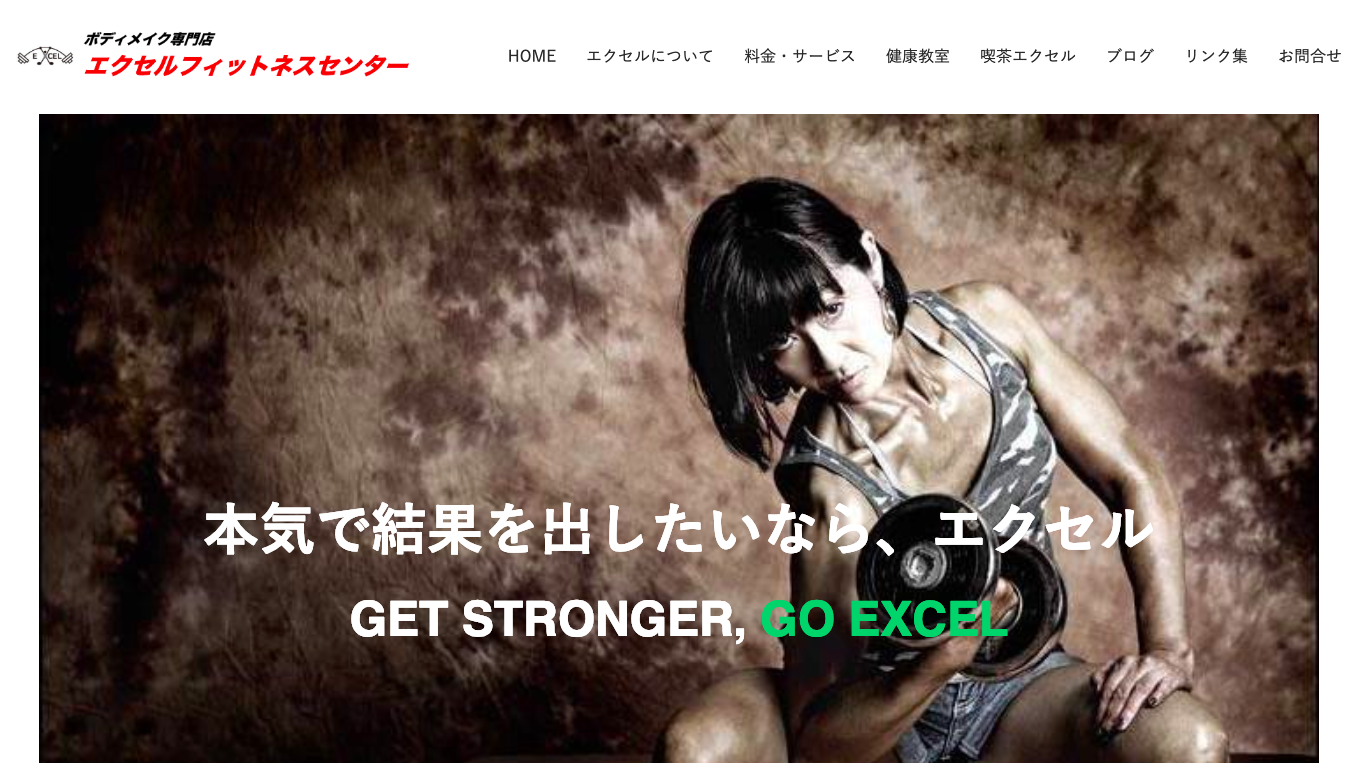 EXCEL
ボディメイク専門店
エクセルフィットネスセンター
HOME エクセルについて 料金・サービス 健康教室 喫茶エクセル ブログ リンク集 お問合せ
本気で結果を出したいなら、エクセル
GET STRONGER, GO EXCEL